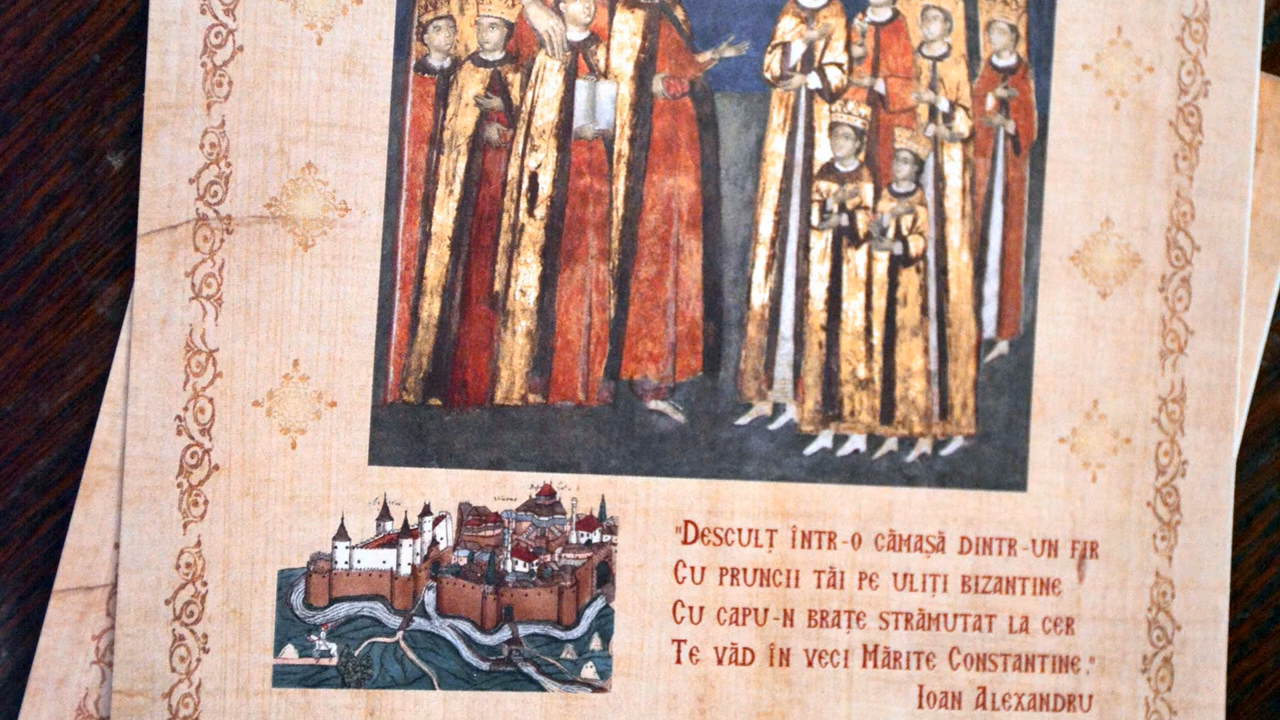 "Desculț într-o cămașă dintr-un fir
Cu pruncii tăi pe uliți bizantine
Cu capu-n brațe strămutat la cer
Te văd în veci Mărite Constantine."
Ioan Alexandru